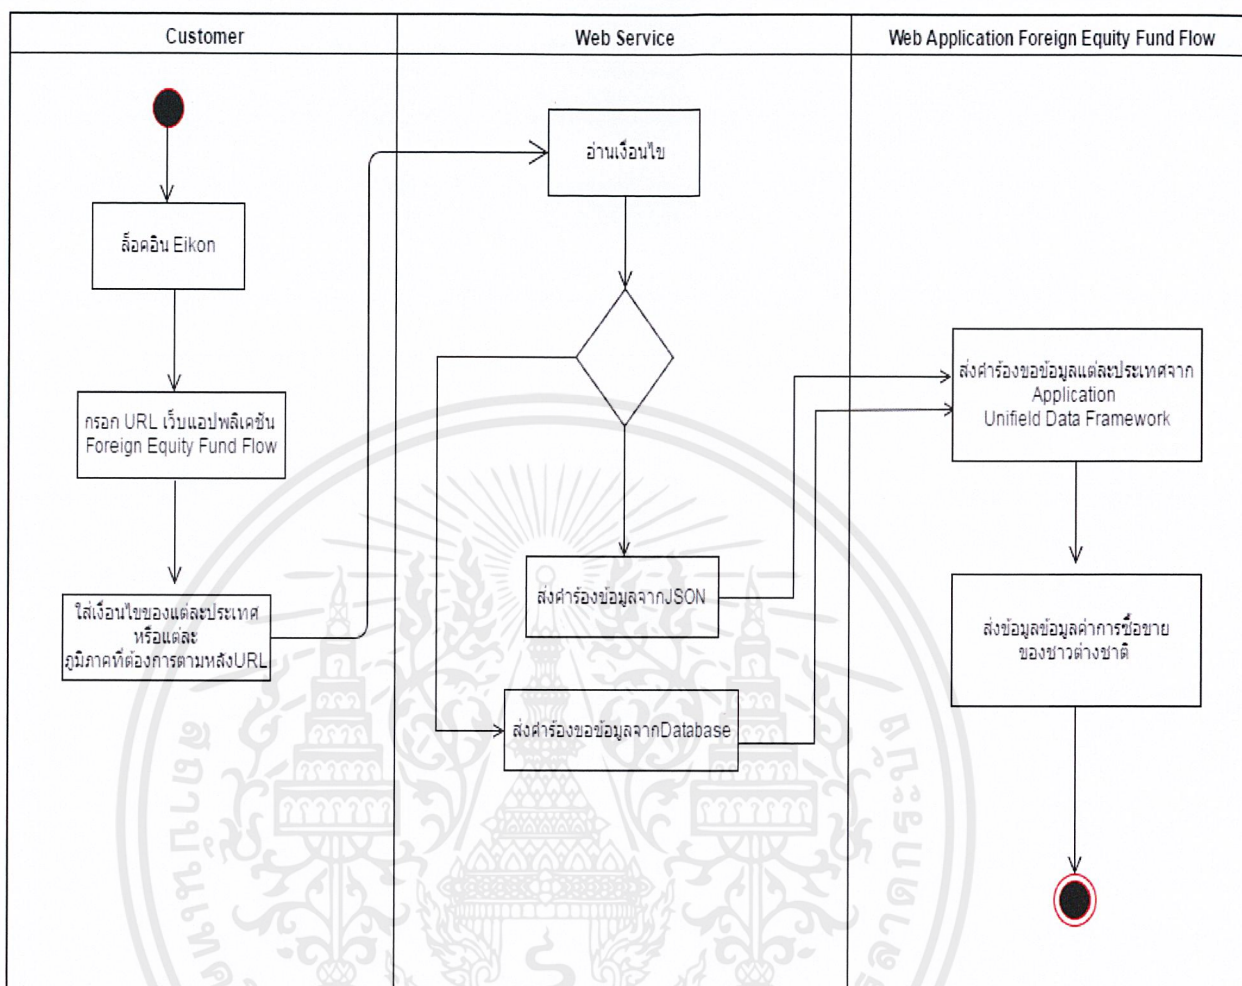 Customer
Web Service
Web Application Foreign Equity Fund Flow
ล็อคอิน Eikon
กรอก URL เว็บแอปพลิเคชัน
Foreign Equity Fund Flow
ใส่เงื่อนไขของแต่ละประเทศ
หรือแต่ละ
ภูมิภาคที่ต้องการตามหลังURL
อ่านเงื่อนไข
ส่งคำร้องข้อมูลจากJSON
ส่งคำร้องขอข้อมูลจากDatabase
ส่งคำร้องขอข้อมูลแต่ละประเทศจาก
Application
Unifield Data Framework
ส่งข้อมูลข้อมูลค่าการซื้อขาย
ของชาวต่างชาติ